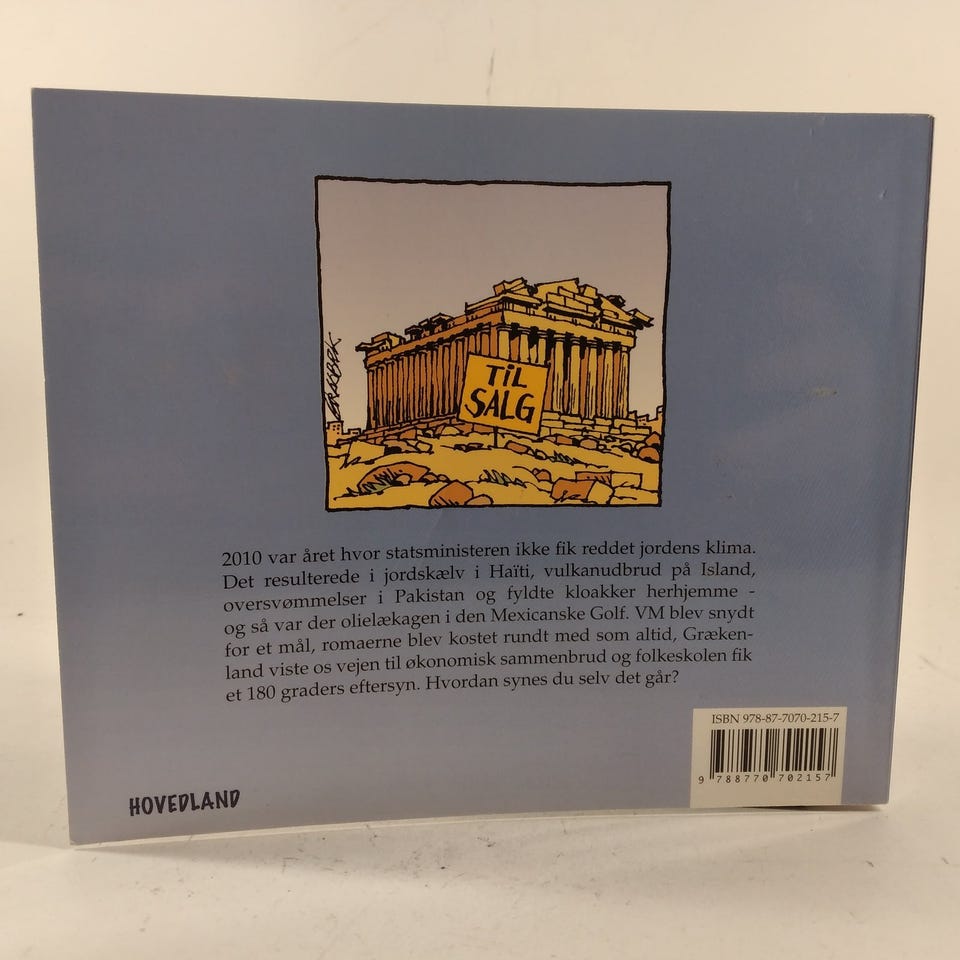 TiL
SALG
2010 var året hvor statsministeren ikke fik reddet jordens klima.
Det resulterede i jordskælv i Haïti, vulkanudbrud på Island,
oversvømmelser i Pakistan og fyldte kloakker herhjemme -
og så var der olielækagen i den Mexicanske Golf. VM blev snydt
for et mål, romaerne blev kostet rundt med som altid, Græken-
land viste os vejen til økonomisk sammenbrud og folkeskolen fik
et 180 graders eftersyn. Hvordan synes du selv det går?
ISBN 978-87-7070-215-7
9 788770 702157
HOVEDLAND